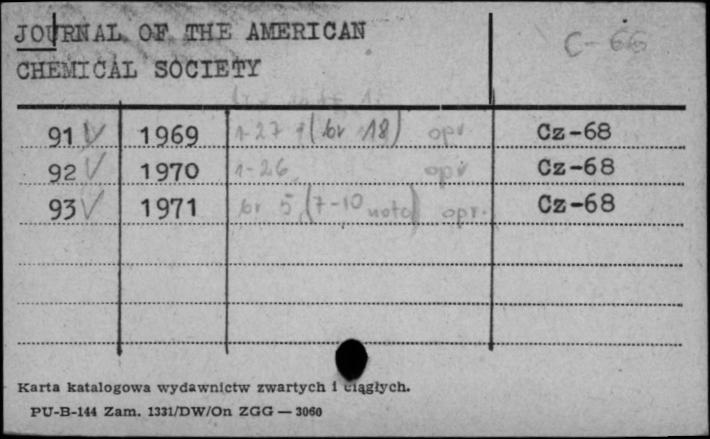 JOURNAL OF THE AMERICAN
C-66
CHEMICAL SOCIETY
91 V 1969 1-27 (br 18) opr Cz-68
92 V 1970 1-26 opr Cz-68
93 V 1971 br 5, (7-10 noto) opr. Cz-68
Karta katalogowa wydawnictw zwartych i ciągłych.
PU-B-144 Zam. 1331/DW/On ZGG — 3060